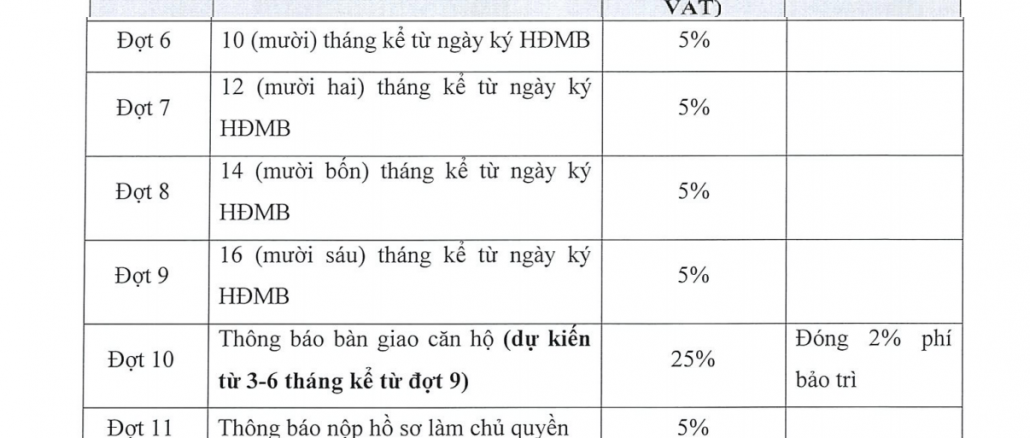 VAT)
Đợt 6
10 (mười) tháng kể từ ngày ký HĐMB
5%
Đợt 7
12 (mười hai) tháng kể từ ngày ký
HĐMB
5%
Đợt 8
14 (mười bốn) tháng kể từ ngày ký
HĐMB
5%
Đợt 9
16 (mười sáu) tháng kể từ ngày ký
HĐMB
5%
Đợt 10
Thông báo bàn giao căn hộ (dự kiến
từ 3-6 tháng kể từ đợt 9)
25%
Đóng 2% phí
bảo trì
Đợt 11
Thông báo nộp hồ sơ làm chủ quyền
5%